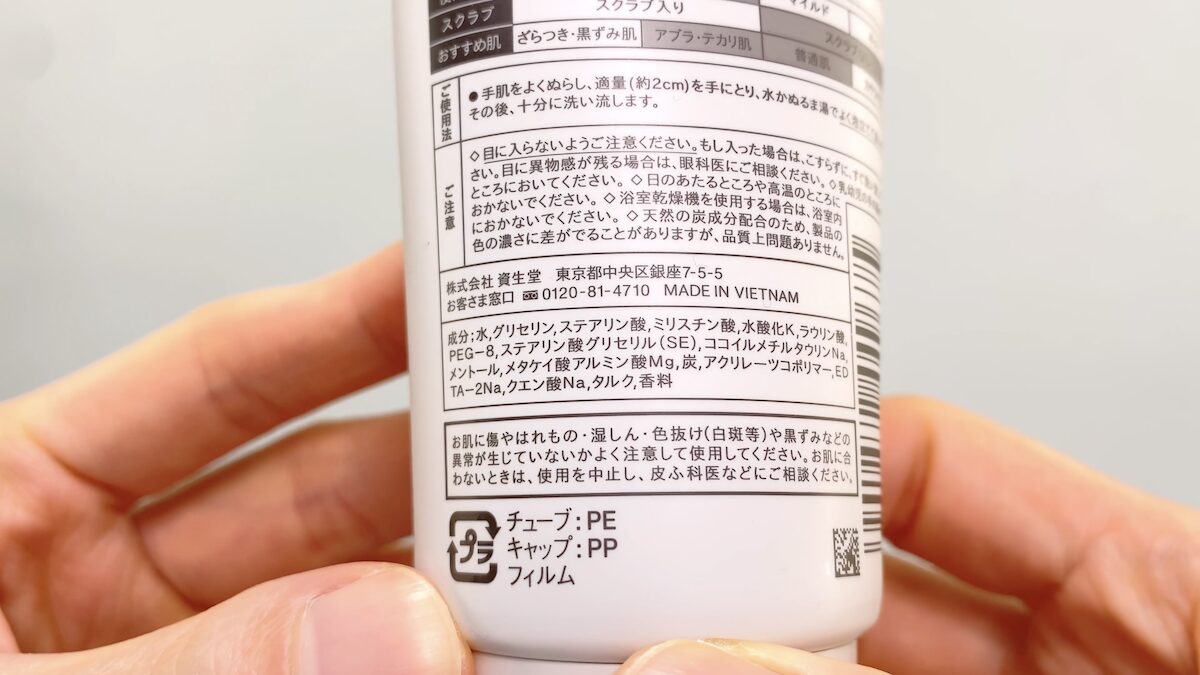 スクラブ スクラブ入り マイルド
おすすめ肌 ざらつき・黒ずみ肌 アブラ・テカリ肌 普通肌
ご使用法
●手肌をよくぬらし、適量(約2cm)を手にとり、水かぬるま湯でよく泡立て
その後、十分に洗い流します。
ご注意
◇目に入らないようご注意ください。もし入った場合は、こすらずに、すぐ
さい。目に異物感が残る場合は、眼科医にご相談ください。◇乳幼児の
ところにおいてください。◇日のあたるところや高温のところに
おかないでください。◇浴室乾燥機を使用する場合は、浴室内
におかないでください。◇天然の炭成分配合のため、製品の
色の濃さに差がでることがありますが、品質上問題ありません。
株式会社 資生堂 東京都中央区銀座7-5-5
お客さま窓口 0120-81-4710 MADE IN VIETNAM
成分;水,グリセリン,ステアリン酸,ミリスチン酸,水酸化K,ラウリン酸,
PEG-8,ステアリン酸グリセリル(SE),ココイルメチルタウリンNa,
メントール,メタケイ酸アルミン酸Mg,炭,アクリレーツコポリマー,ED
TA-2Na,クエン酸Na,タルク,香料
お肌に傷やはれもの・湿しん・色抜け(白斑等)や黒ずみなどの
異常が生じていないかよく注意して使用してください。お肌に合
わないときは、使用を中止し、皮ふ科医などにご相談ください。
プラ
チューブ:PE
キャップ:PP
フィルム